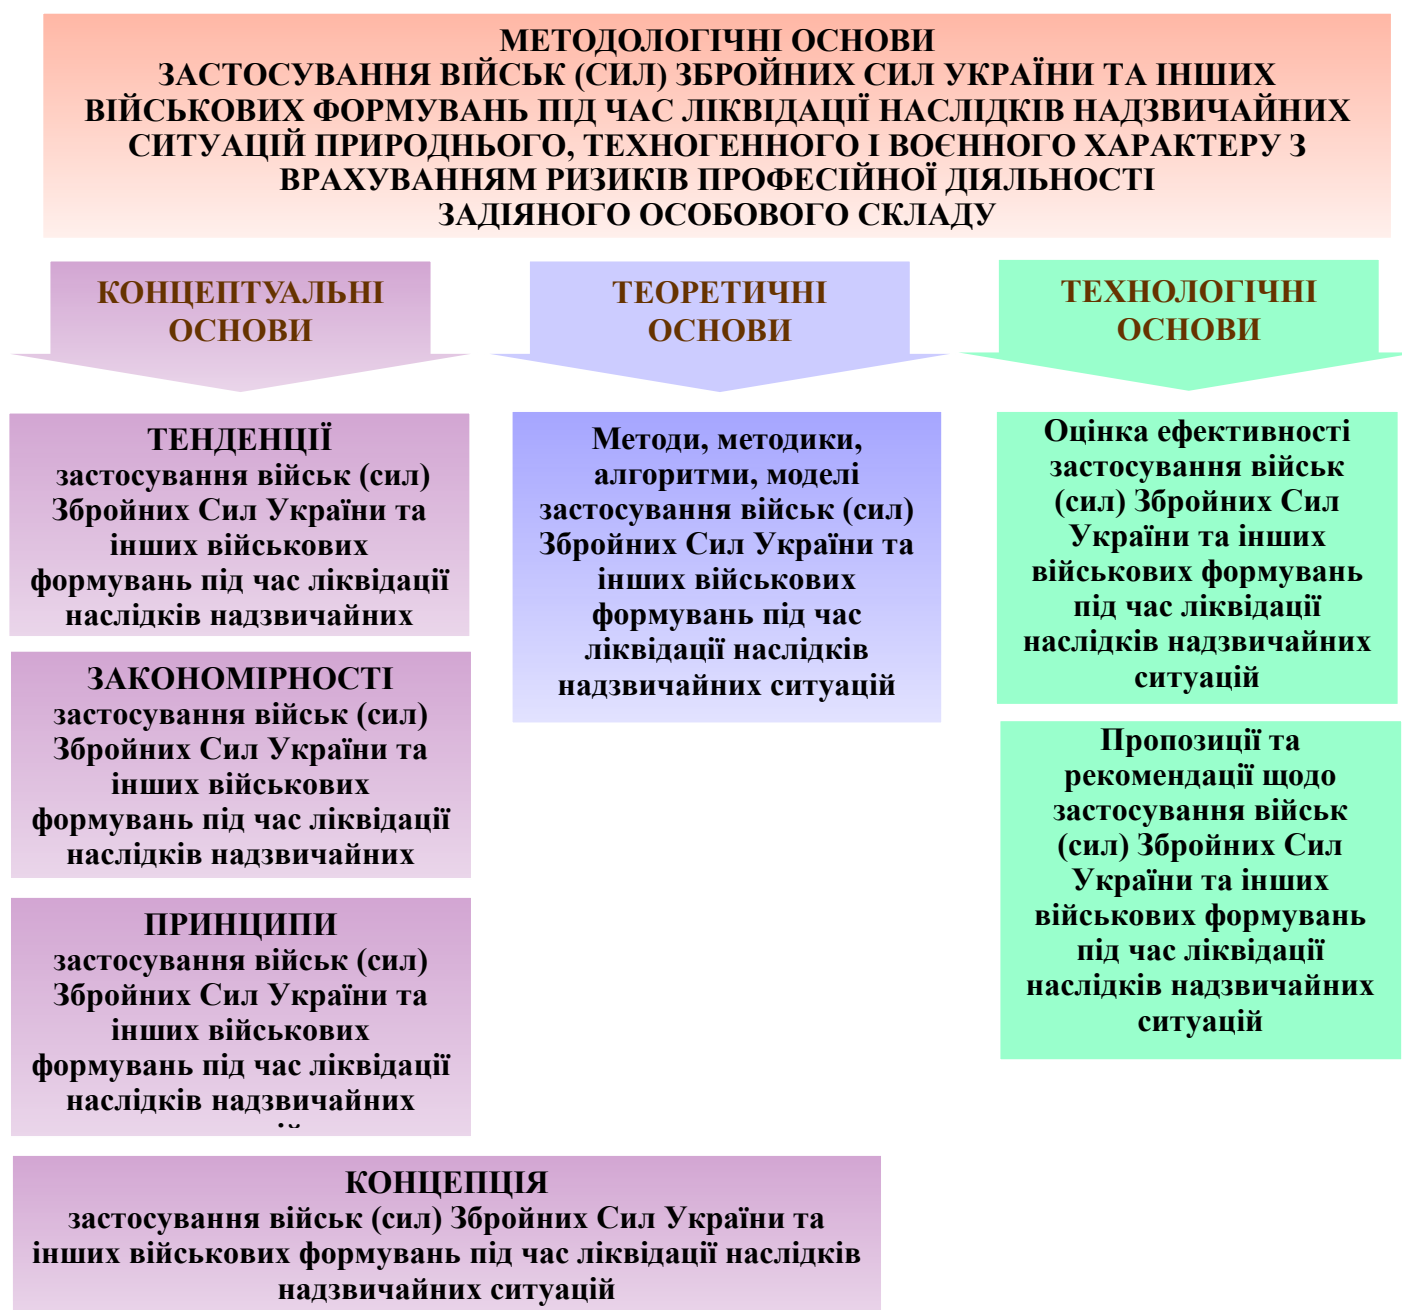 МЕТОДОЛОГІЧНІ ОСНОВИ
ЗАСТОСУВАННЯ ВІЙСЬК (СИЛ) ЗБРОЙНИХ СИЛ УКРАЇНИ ТА ІНШИХ
ВІЙСЬКОВИХ ФОРМУВАНЬ ПІД ЧАС ЛІКВІДАЦІЇ НАСЛІДКІВ НАДЗВИЧАЙНИХ
СИТУАЦІЙ ПРИРОДНЬОГО, ТЕХНОГЕННОГО І ВОЄННОГО ХАРАКТЕРУ З
ВРАХУВАННЯМ РИЗИКІВ ПРОФЕСІЙНОЇ ДІЯЛЬНОСТІ
ЗАДІЯНОГО ОСОБОВОГО СКЛАДУ
КОНЦЕПТУАЛЬНІ
ОСНОВИ
ТЕНДЕНЦІЇ
застосування військ (сил)
Збройних Сил України та
інших військових
формувань під час ліквідації
наслідків надзвичайних
ЗАКОНОМІРНОСТІ
застосування військ (сил)
Збройних Сил України та
інших військових
формувань під час ліквідації
наслідків надзвичайних
ПРИНЦИПИ
застосування військ (сил)
Збройних Сил України та
інших військових
формувань під час ліквідації
наслідків надзвичайних
ТЕОРЕТИЧНІ
ОСНОВИ
Методи, методики,
алгоритми, моделі
застосування військ (сил)
Збройних Сил України та
інших військових
формувань під час
ліквідації наслідків
надзвичайних ситуацій
ТЕХНОЛОГІЧНІ
ОСНОВИ
Оцінка ефективності
застосування військ
(сил) Збройних Сил
України та інших
військових формувань
під час ліквідації
наслідків надзвичайних
ситуацій
Пропозиції та
рекомендації щодо
застосування військ
(сил) Збройних Сил
України та інших
військових формувань
під час ліквідації
наслідків надзвичайних
ситуацій
КОНЦЕПЦІЯ
застосування військ (сил) Збройних Сил України та
інших військових формувань під час ліквідації наслідків
надзвичайних ситуацій